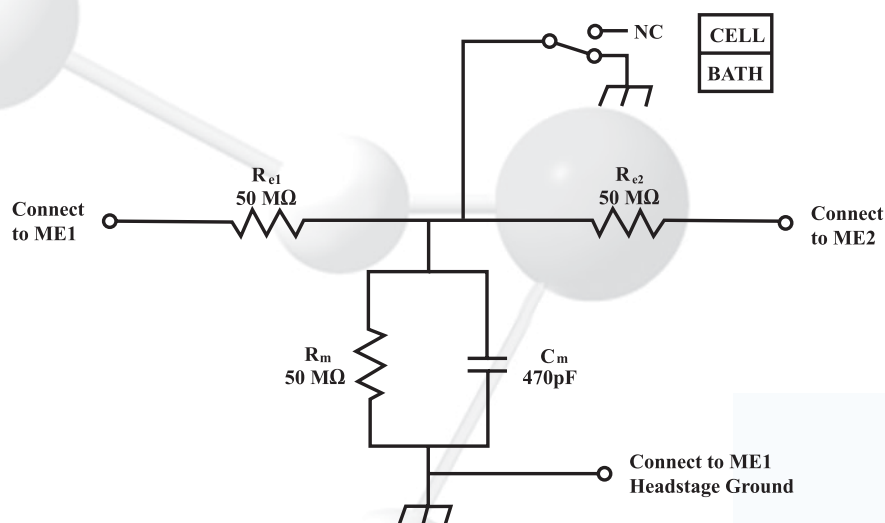 NC
CELL
BATH
Re1
50 MΩ
Re2
50 MΩ
Connect
to ME1
Connect
to ME2
Rm
50 MΩ
Cm
470pF
Connect to ME1
Headstage Ground